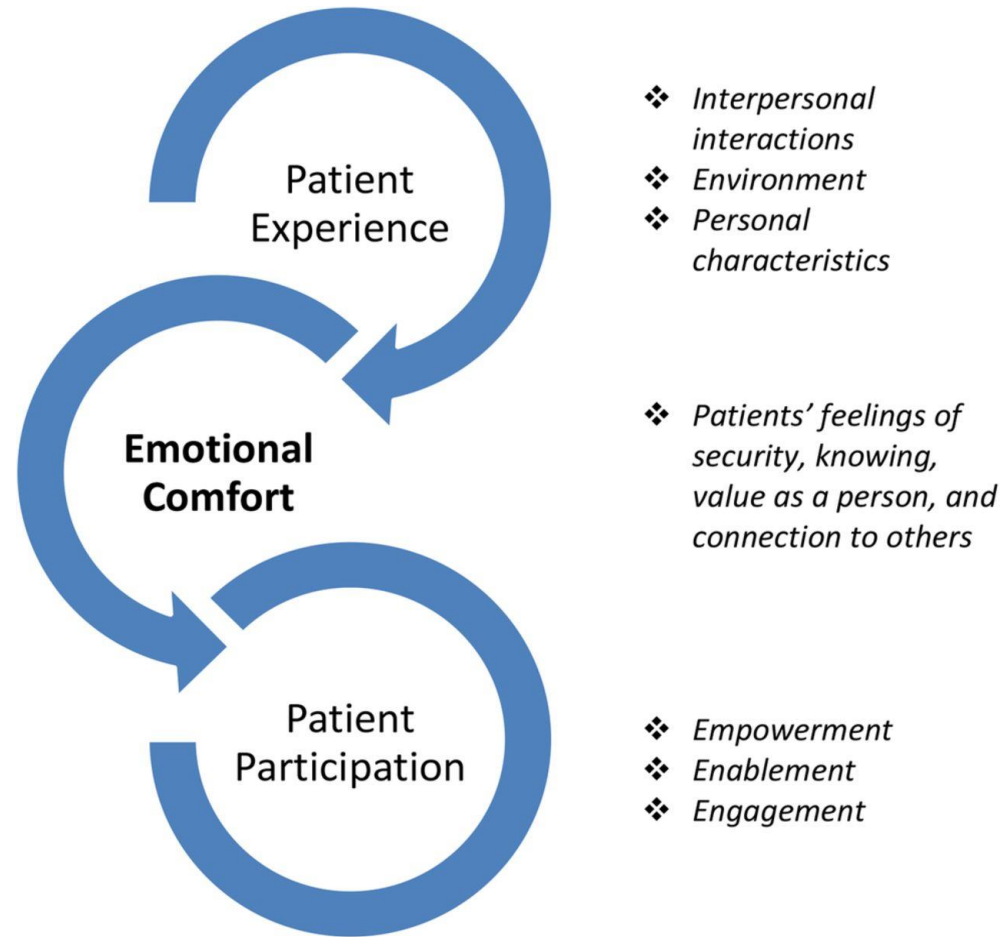 Patient
Experience
❖ Interpersonal
interactions
❖ Environment
❖ Personal
characteristics
Emotional
Comfort
❖ Patients’ feelings of
security, knowing,
value as a person, and
connection to others
Patient
Participation
❖ Empowerment
❖ Enablement
❖ Engagement